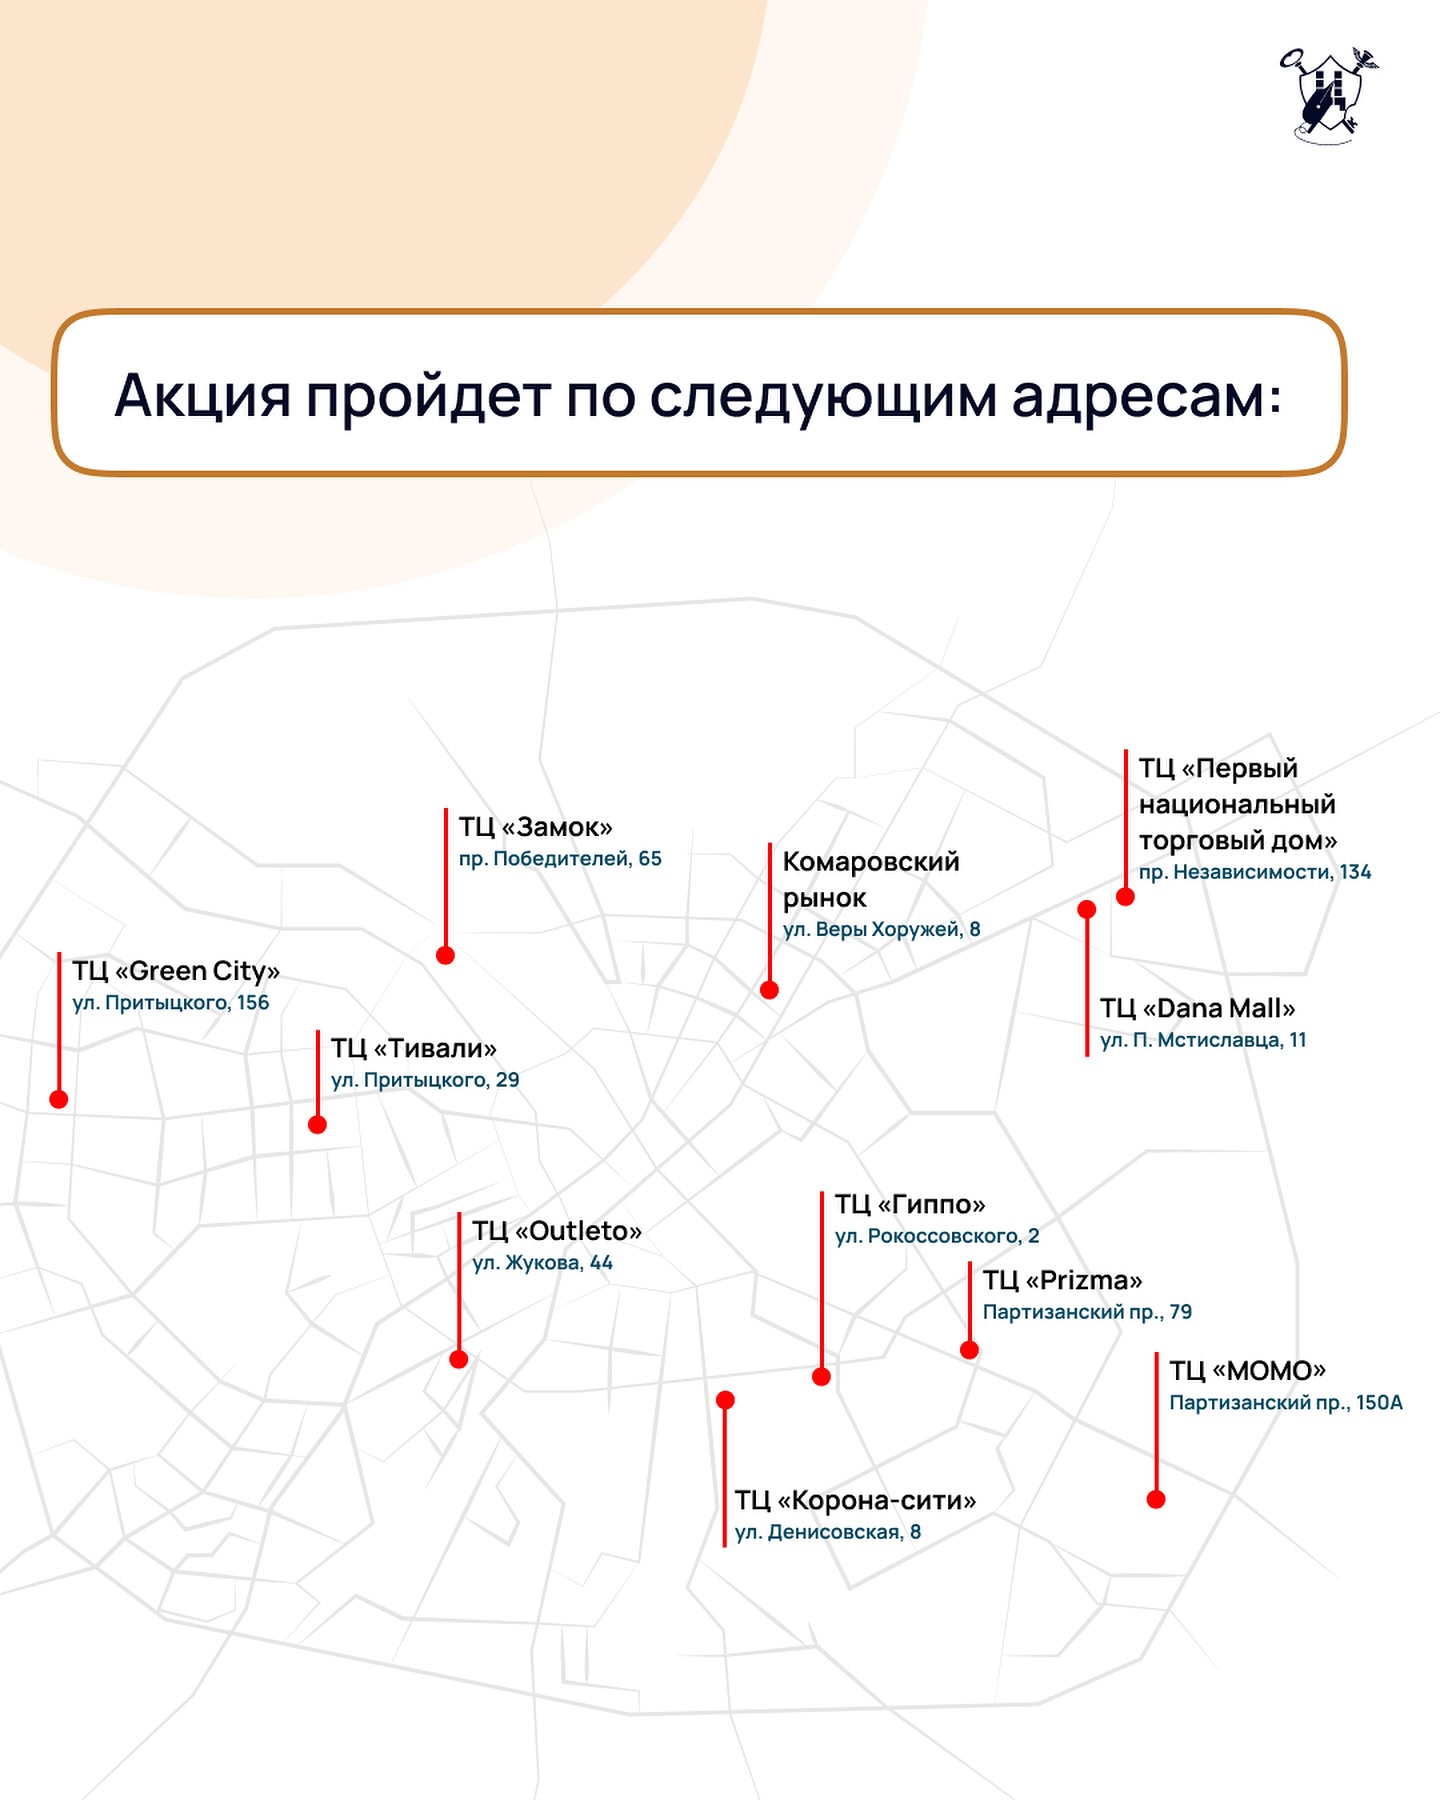 Акция пройдет по следующим адресам:
ТЦ «Первый
национальный
торговый дом»
пр. Независимости, 134
ТЦ «Замок»
пр. Победителей, 65
Комаровский
рынок
ул. Веры Хоружей, 8
ТЦ «Green City»
ул. Притыцкого, 156
ТЦ «Dana Mall»
ул. П. Мстиславца, 11
ТЦ «Тивали»
ул. Притыцкого, 29
ТЦ «Гиппо»
ул. Рокоссовского, 2
ТЦ «Outleto»
ул. Жукова, 44
ТЦ «Prizma»
Партизанский пр., 79
ТЦ «МОМО»
Партизанский пр., 150А
ТЦ «Корона-сити»
ул. Денисовская, 8